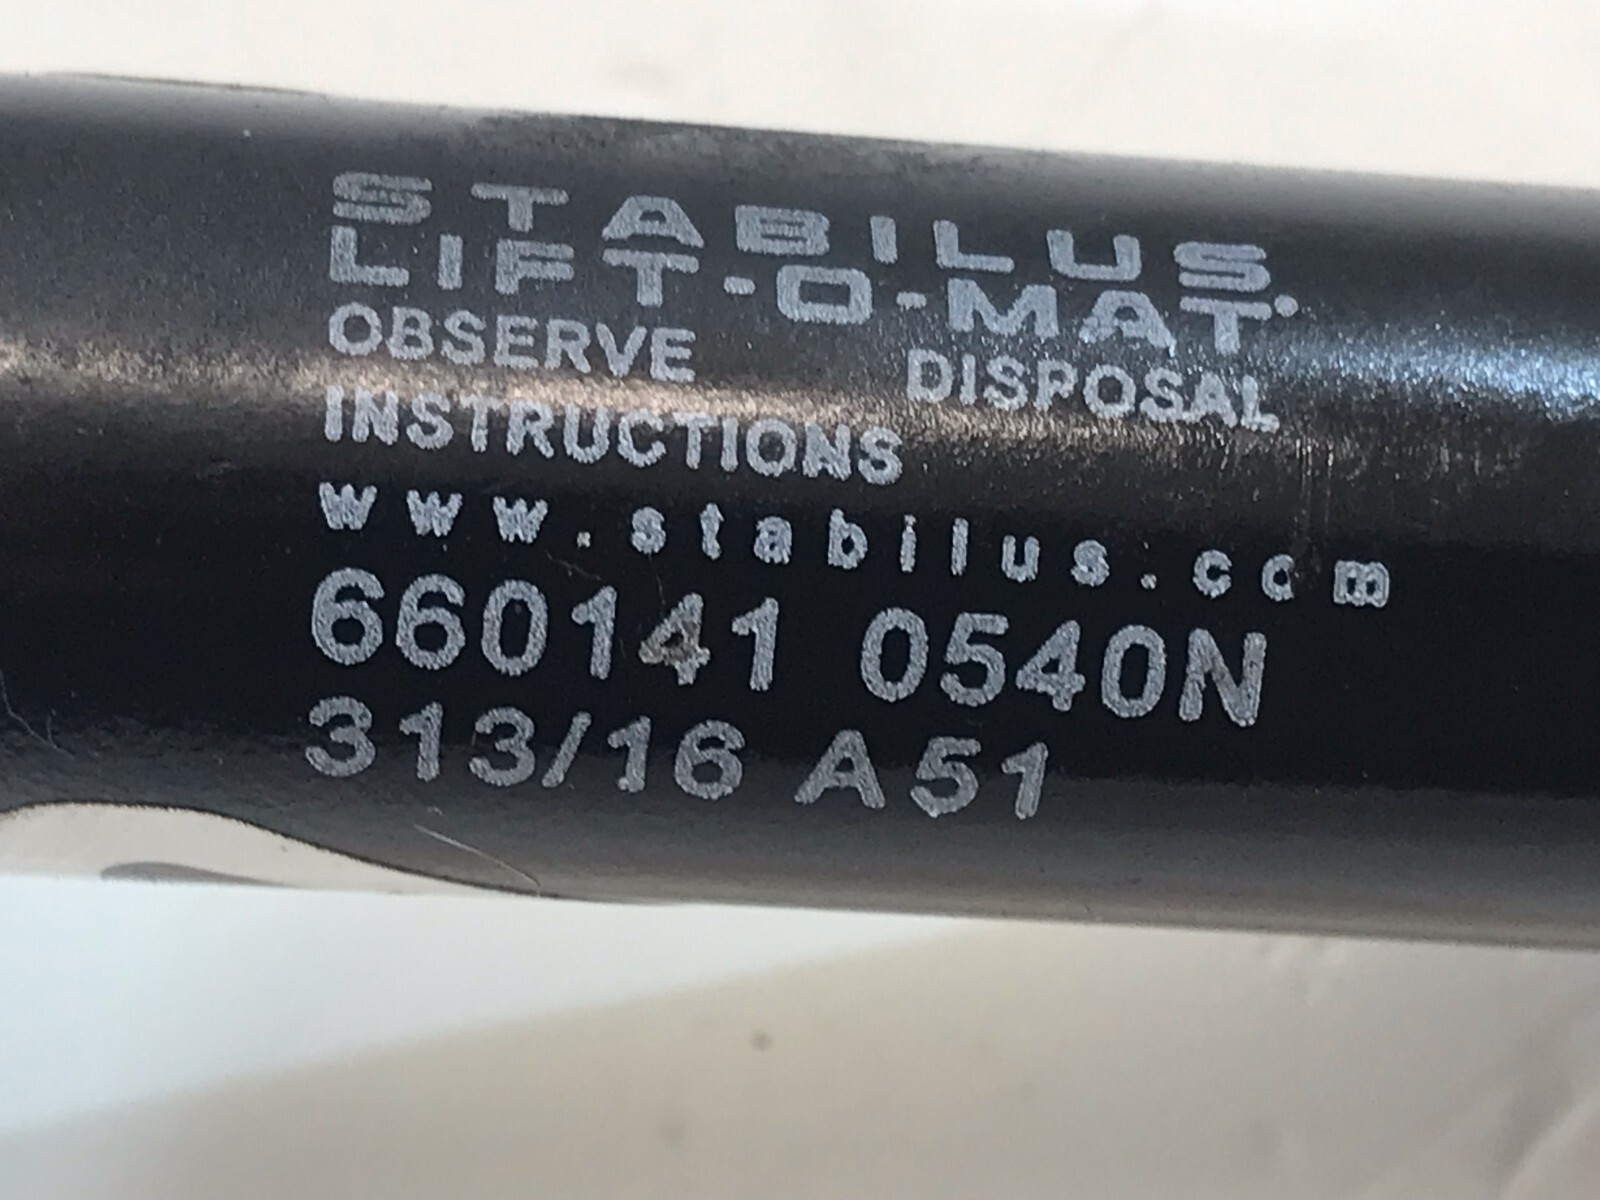 STABILUS
LIFT-O-MAT
OBSERVE DISPOSAL
INSTRUCTIONS
www.stabilus.com
660141 0540N
313/16 A51